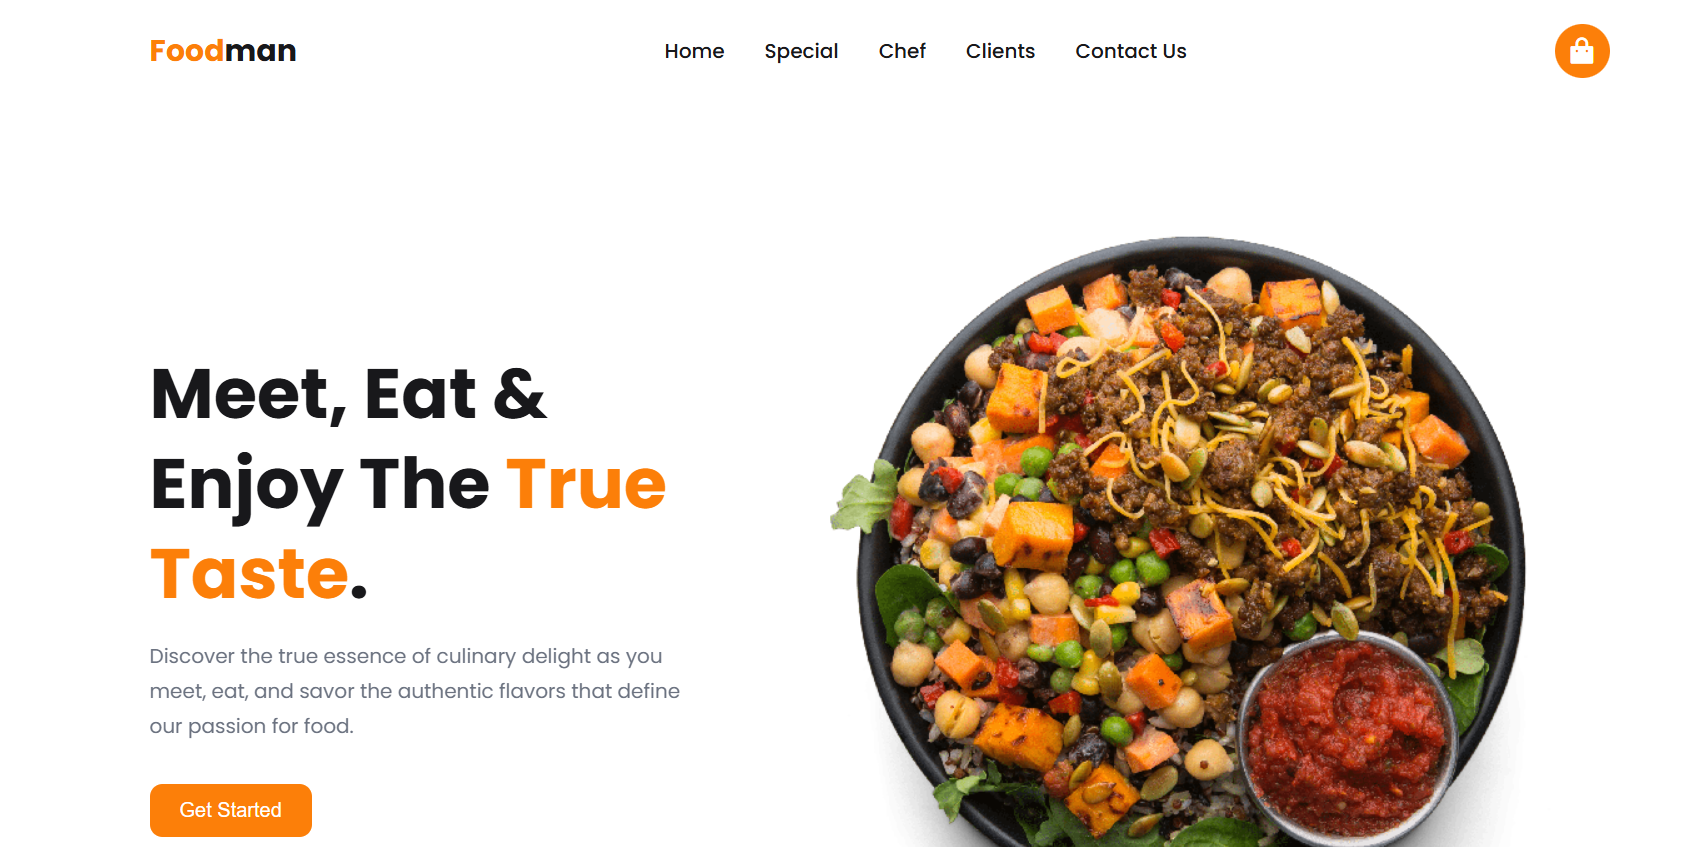 Foodman
Home Special Chef Clients Contact Us
Meet, Eat &
Enjoy The True
Taste.
Discover the true essence of culinary delight as you
meet, eat, and savor the authentic flavors that define
our passion for food.
Get Started